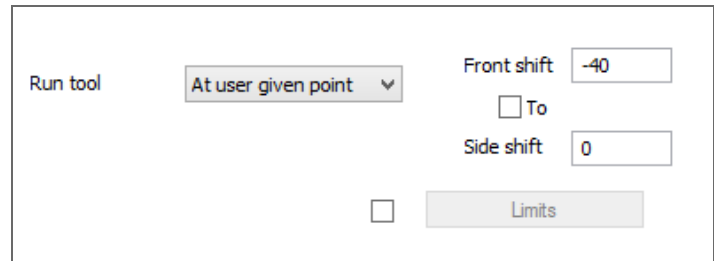 Front shift -40
Run tool At user given point
To
Side shift 0
Limits